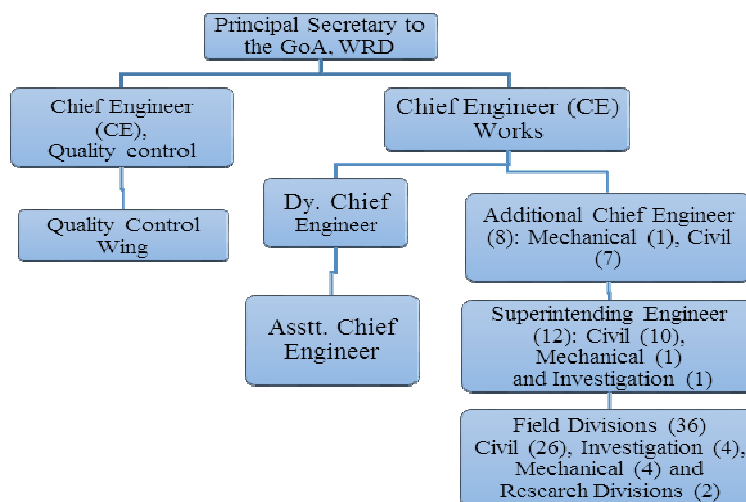 Principal Secretary to
the GoA, WRD
Chief Engineer
(CE),
Quality control
Chief Engineer (CE)
Works
Quality Control
Wing
Dy. Chief
Engineer
Additional Chief Engineer
(8): Mechanical (1), Civil
(7)
Asstt. Chief
Engineer
Superintending Engineer
(12): Civil (10),
Mechanical (1)
and Investigation (1)
Field Divisions (36)
Civil (26), Investigation (4),
Mechanical (4) and
Research Divisions (2)